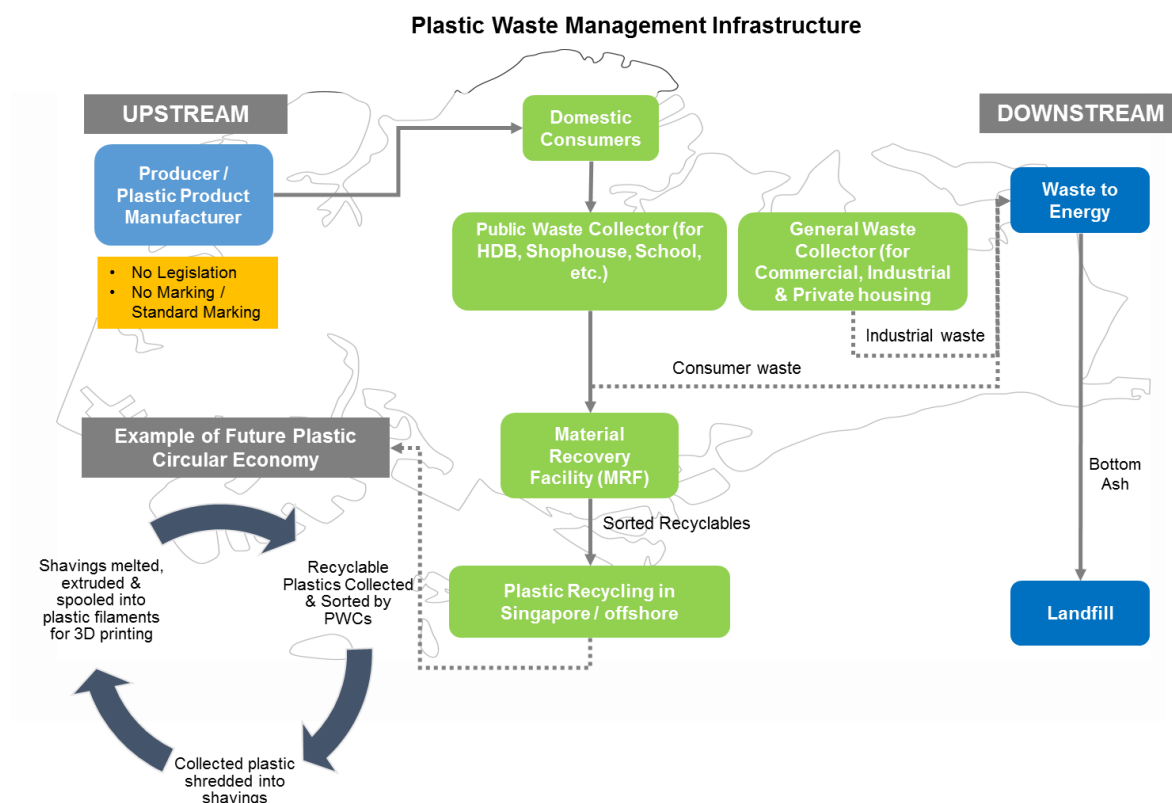 Plastic Waste Management Infrastructure
UPSTREAM
Producer /
Plastic Product
Manufacturer
• No Legislation
• No Marking /
Standard Marking
Domestic
Consumers
Public Waste Collector (for
HDB, Shophouse, School,
etc.)
General Waste
Collector (for
Commercial, Industrial
& Private housing
Industrial waste
Consumer waste
DOWNSTREAM
Waste to
Energy
Bottom
Ash
Landfill
Material
Recovery
Facility (MRF)
Sorted Recyclables
Plastic Recycling in
Singapore / offshore
Example of Future Plastic
Circular Economy
Recyclable
Plastics Collected
& Sorted by
PWCs
Collected plastic
shredded into
shavings
Shavings melted,
extruded &
spooled into
plastic filaments
for 3D printing